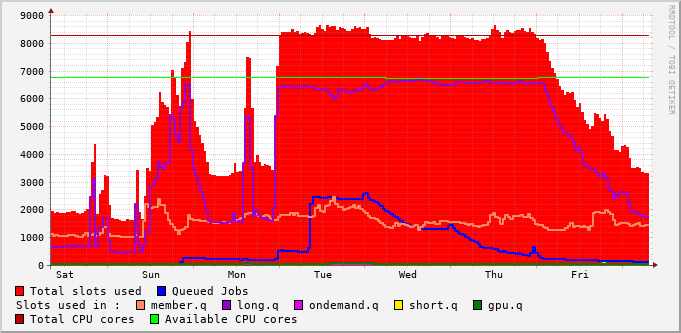 9000
8000
7000
6000
5000
4000
3000
2000
1000
0
Sat Sun Mon Tue Wed Thu Fri
RRDTOOL / TOBI OETIKER
Total slots used Queued Jobs
Slots used in : member.q long.q ondemand.q short.q gpu.q
Total CPU cores Available CPU cores